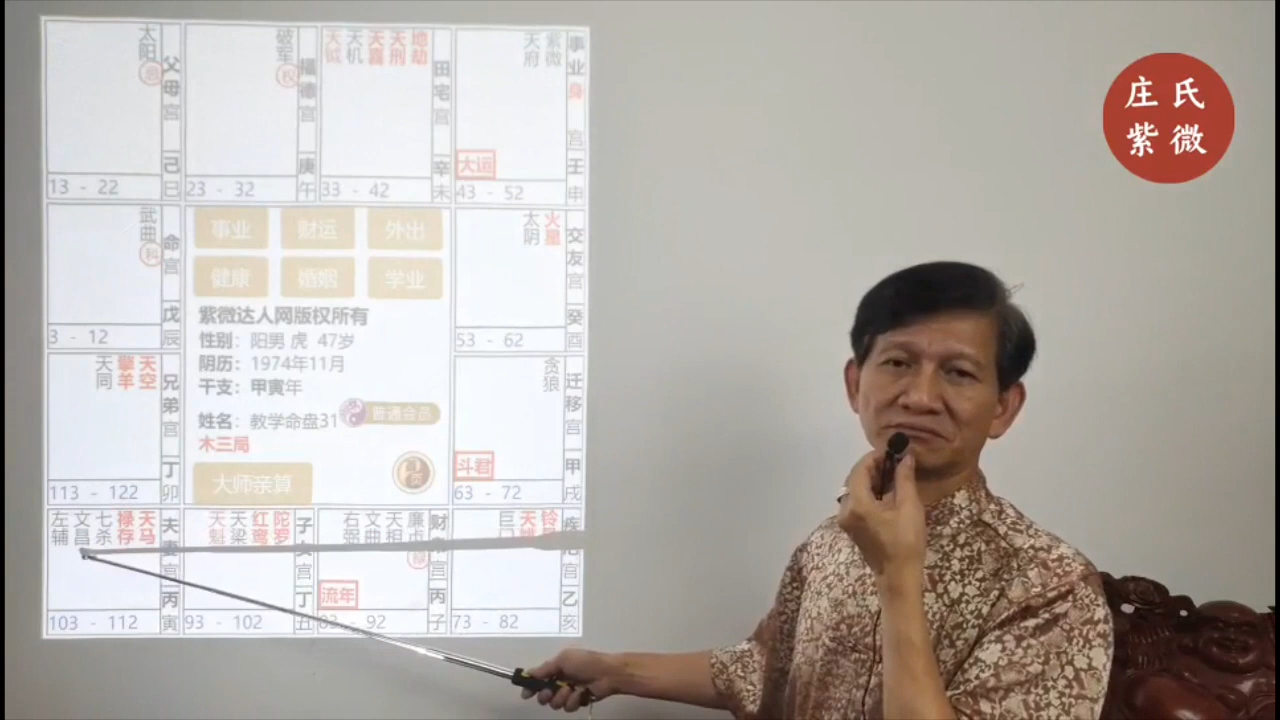 太阳 忌 父母宫 己巳 13 - 22
破军 权 福德宫 庚午 23 - 32
天钺 天机 天喜 天刑 地劫 田宅宫 辛未 33 - 42
天府 紫微 事业宫 身 大运 壬申 43 - 52
庄氏
紫微
武曲 科 命宫 戊辰 3 - 12
太阴 火星 交友宫 癸酉 53 - 62
事业 财运 外出
健康 婚姻 学业
紫微达人网版权所有
性别：阳男 虎 47岁
阴历：1974年11月
干支：甲寅年
姓名：教学命盘31 普通会员
木三局
大师亲算
天同 擎羊 天空 兄弟宫 丁卯 113 - 122
贪狼 迁移宫 斗君 甲戌 63 - 72
左辅 文昌 七杀 禄存 天马 夫 宫 丙寅 103 - 112
天魁 天梁 红鸾 陀罗 子 宫 丁丑 93 - 102
右弼 文曲 天相 廉贞 禄 财 宫 流年 丙子 - 92
巨门 宫 乙亥 73 - 82